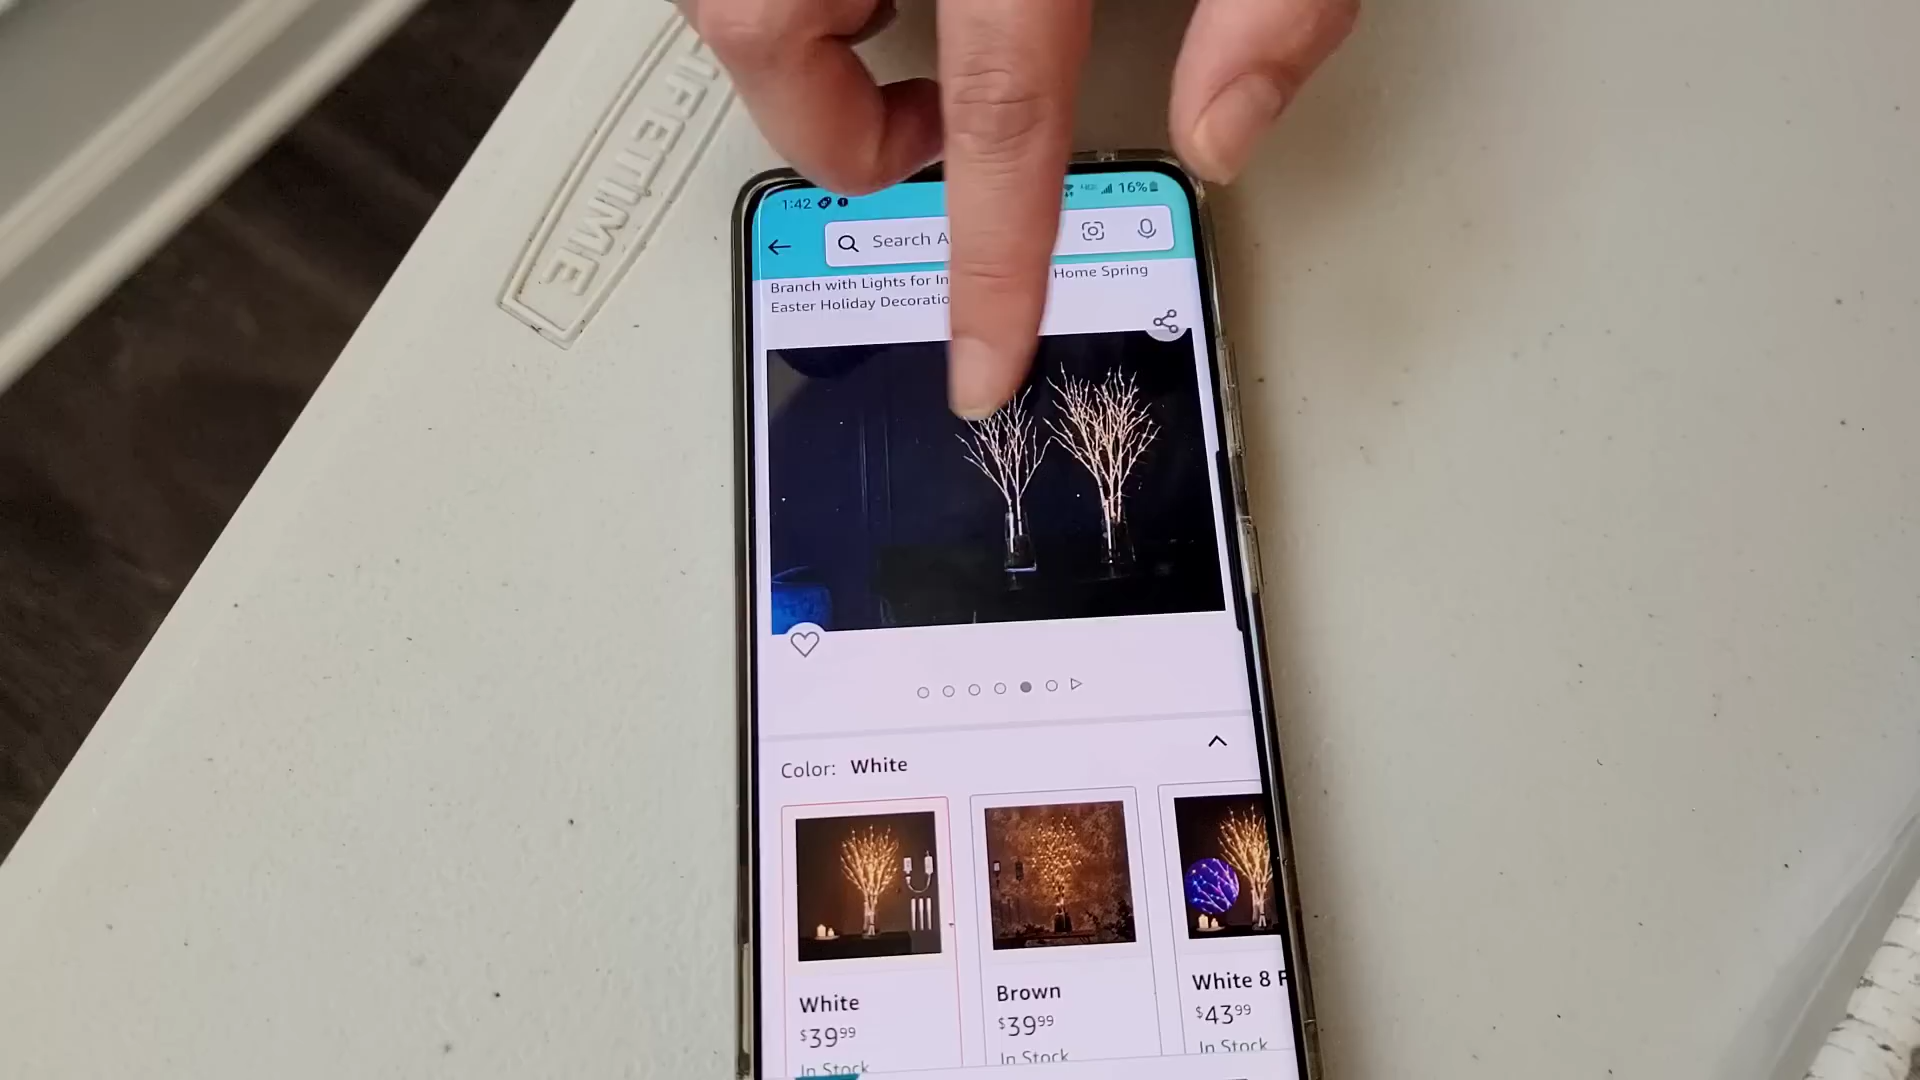 LIFETIME
1:42
16%
Search A
Branch with Lights for In
Home Spring
Easter Holiday Decoratio
Color: White
White
$39.99
In Stock
Brown
$39.99
In Stock
White 8 F
$43.99
In Stock